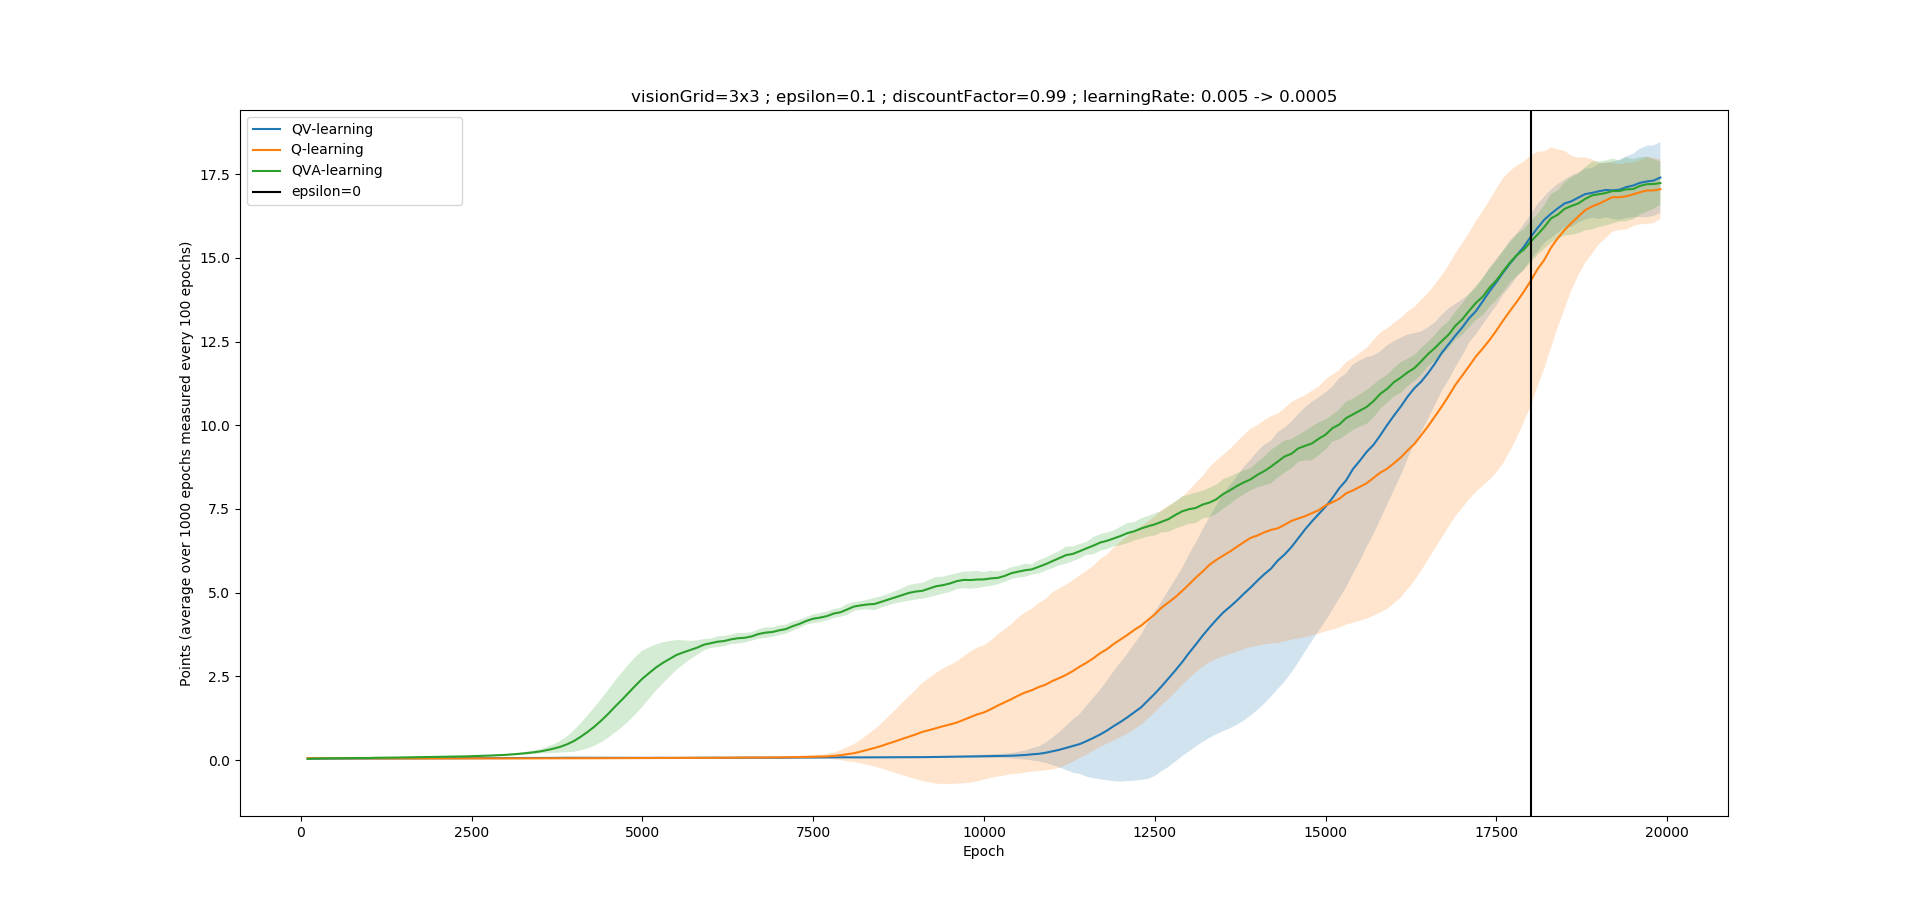 visionGrid=3x3 ; epsilon=0.1 ; discountFactor=0.99 ; learningRate: 0.005 -> 0.0005
QV-learning
Q-learning
QVA-learning
epsilon=0
Points (average over 1000 epochs measured every 100 epochs)
17.5
15.0
12.5
10.0
7.5
5.0
2.5
0.0
0 2500 5000 7500 10000 12500 15000 17500 20000
Epoch